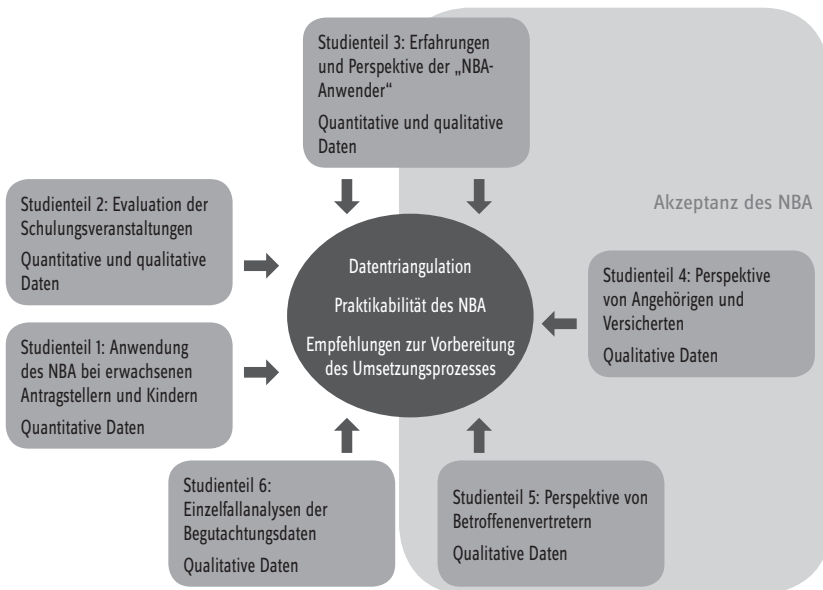 Studienteil 3: Erfahrungen
und Perspektive der „NBA-
Anwender“
Quantitative und qualitative
Daten
Studienteil 2: Evaluation der
Schulungsveranstaltungen
Quantitative und qualitative
Daten
Akzeptanz des NBA
Datentriangulation
Praktikabilität des NBA
Empfehlungen zur Vorbereitung
des Umsetzungsprozesses
Studienteil 4: Perspektive
von Angehörigen und
Versicherten
Qualitative Daten
Studienteil 1: Anwendung
des NBA bei erwachsenen
Antragstellern und Kindern
Quantitative Daten
Studienteil 6:
Einzelfallanalysen der
Begutachtungsdaten
Qualitative Daten
Studienteil 5: Perspektive von
Betroffenenvertretern
Qualitative Daten